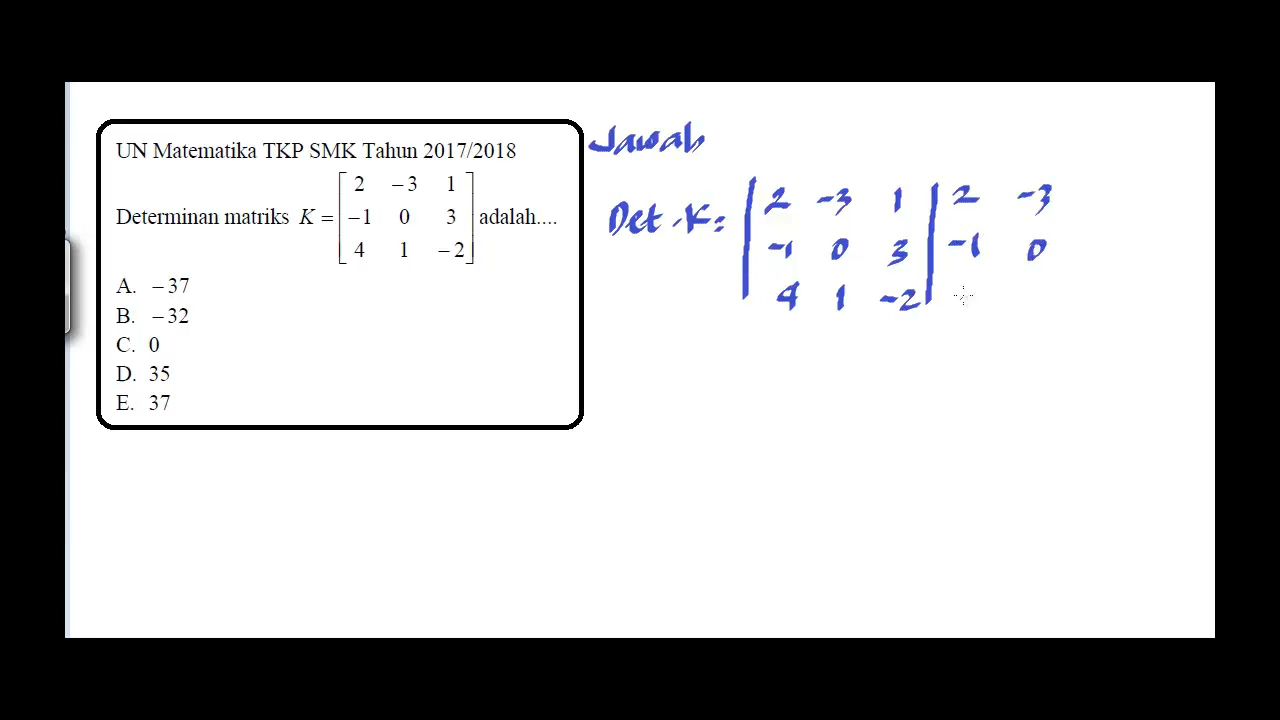 UN Matematika TKP SMK Tahun 2017/2018
2 −3 1
Determinan matriks K = −1 0 3 adalah....
4 1 −2
A. −37
B. −32
C. 0
D. 35
E. 37
Jawab
Det K = 2 -3 1 2 -3
-1 0 3 -1 0
4 1 -2